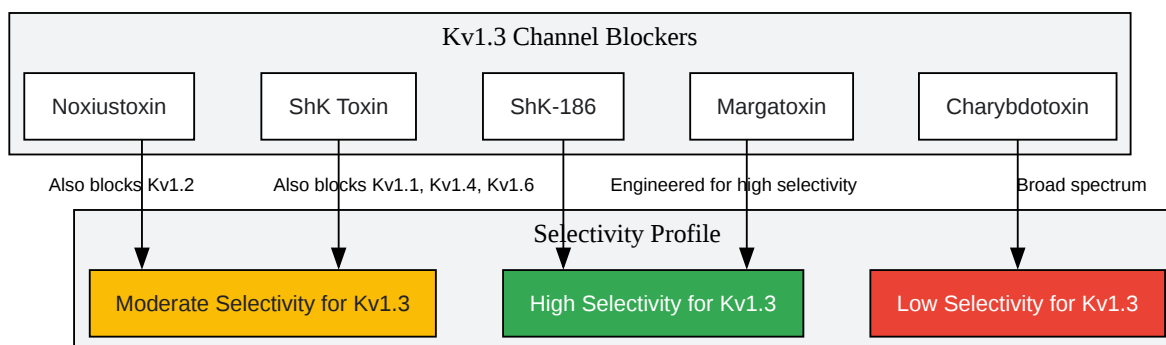 Kv1.3 Channel Blockers
Noxiustoxin
ShK Toxin
ShK-186
Margatoxin
Charybdotoxin
Also blocks Kv1.2
Also blocks Kv1.1, Kv1.4, Kv1.6
Engineered for high selectivity
Broad spectrum
Selectivity Profile
Moderate Selectivity for Kv1.3
High Selectivity for Kv1.3
Low Selectivity for Kv1.3